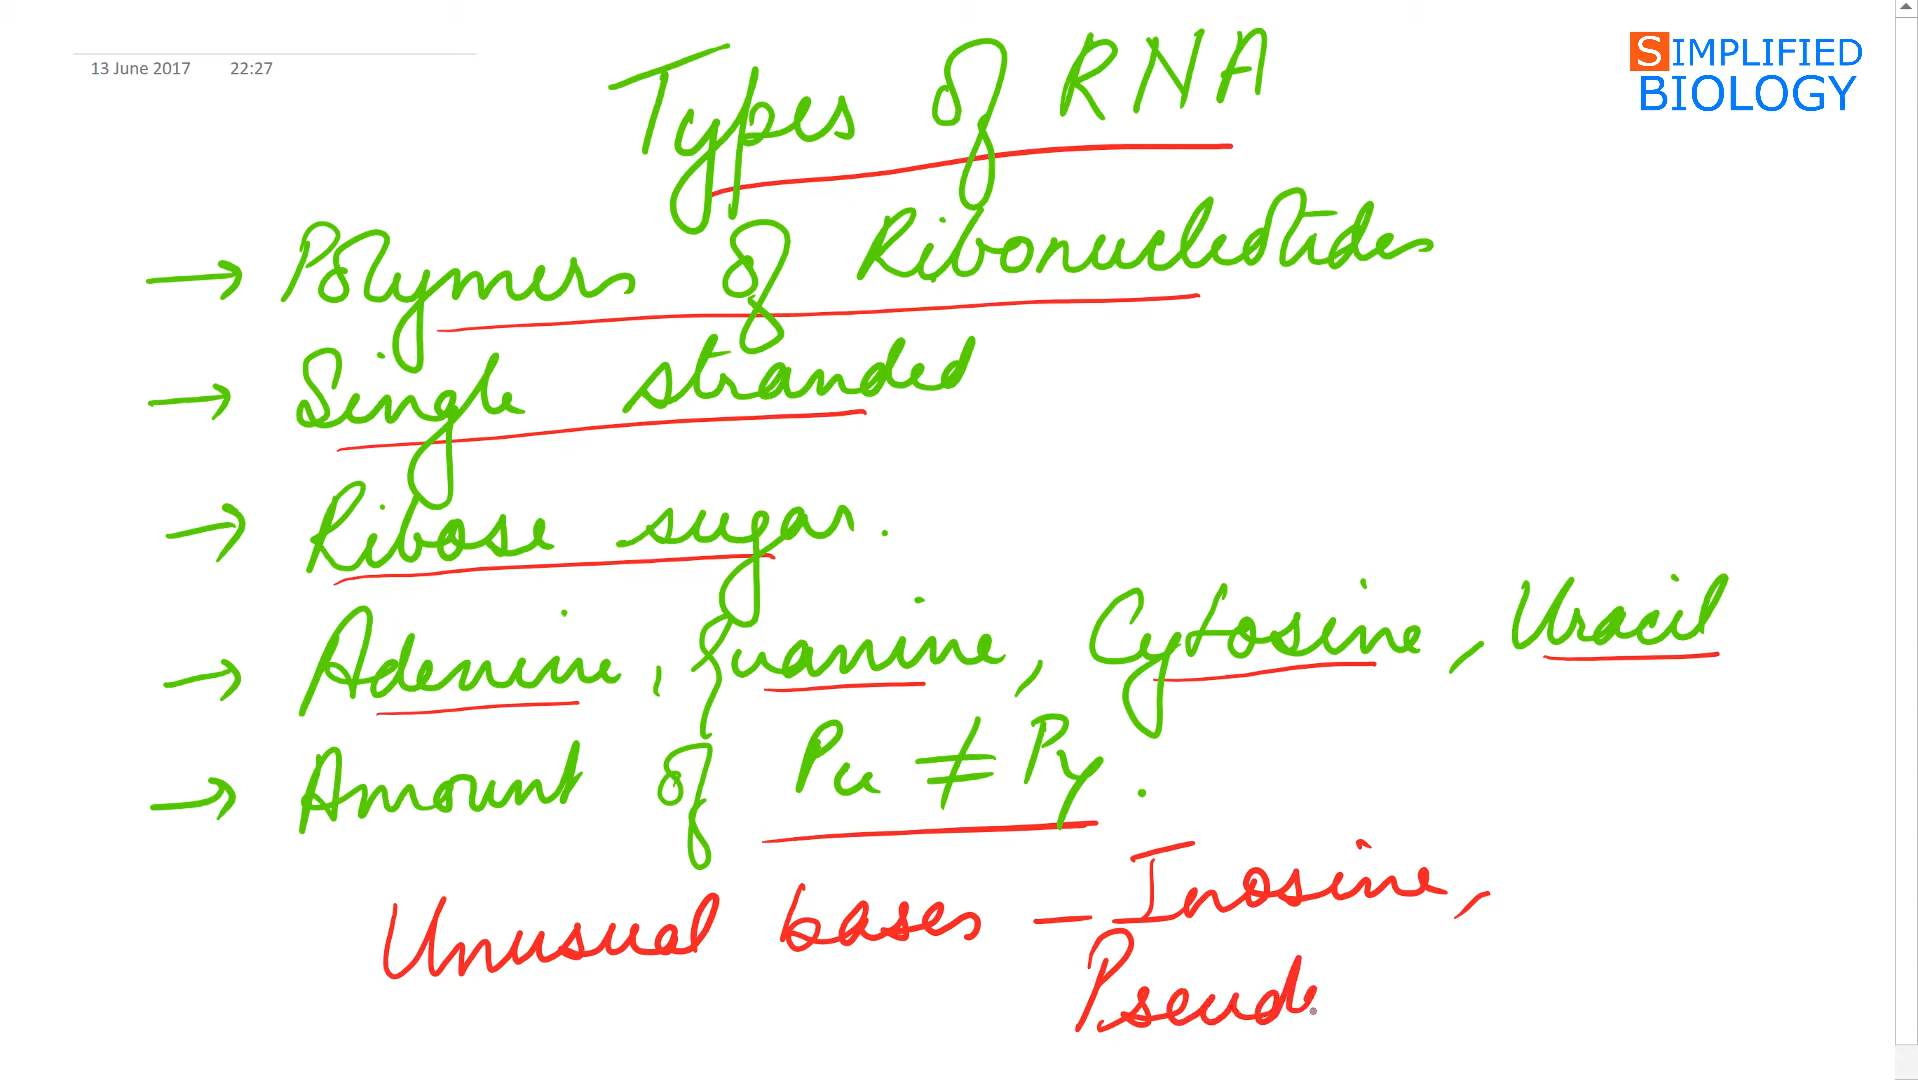 13 June 2017 22:27
SIMPLIFIED
BIOLOGY
Types of RNA
→ Polymers of Ribonucleotides
→ Single stranded
→ Ribose sugar.
→ Adenine, Guanine, Cytosine, Uracil
→ Amount of Pu ≠ Py.
Unusual bases – Inosine,
Pseud